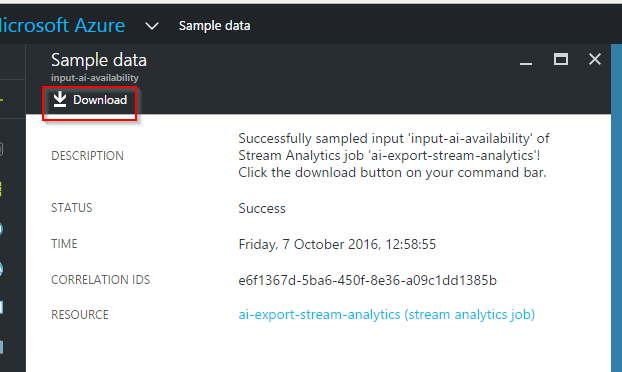 Microsoft Azure Sample data
Sample data
input-ai-availability
Download
DESCRIPTION Successfully sampled input 'input-ai-availability' of
Stream Analytics job 'ai-export-stream-analytics'!
Click the download button on your command bar.
STATUS Success
TIME Friday, 7 October 2016, 12:58:55
CORRELATION IDS e6f1367d-5ba6-450f-8e36-a09c1dd1385b
RESOURCE ai-export-stream-analytics (stream analytics job)